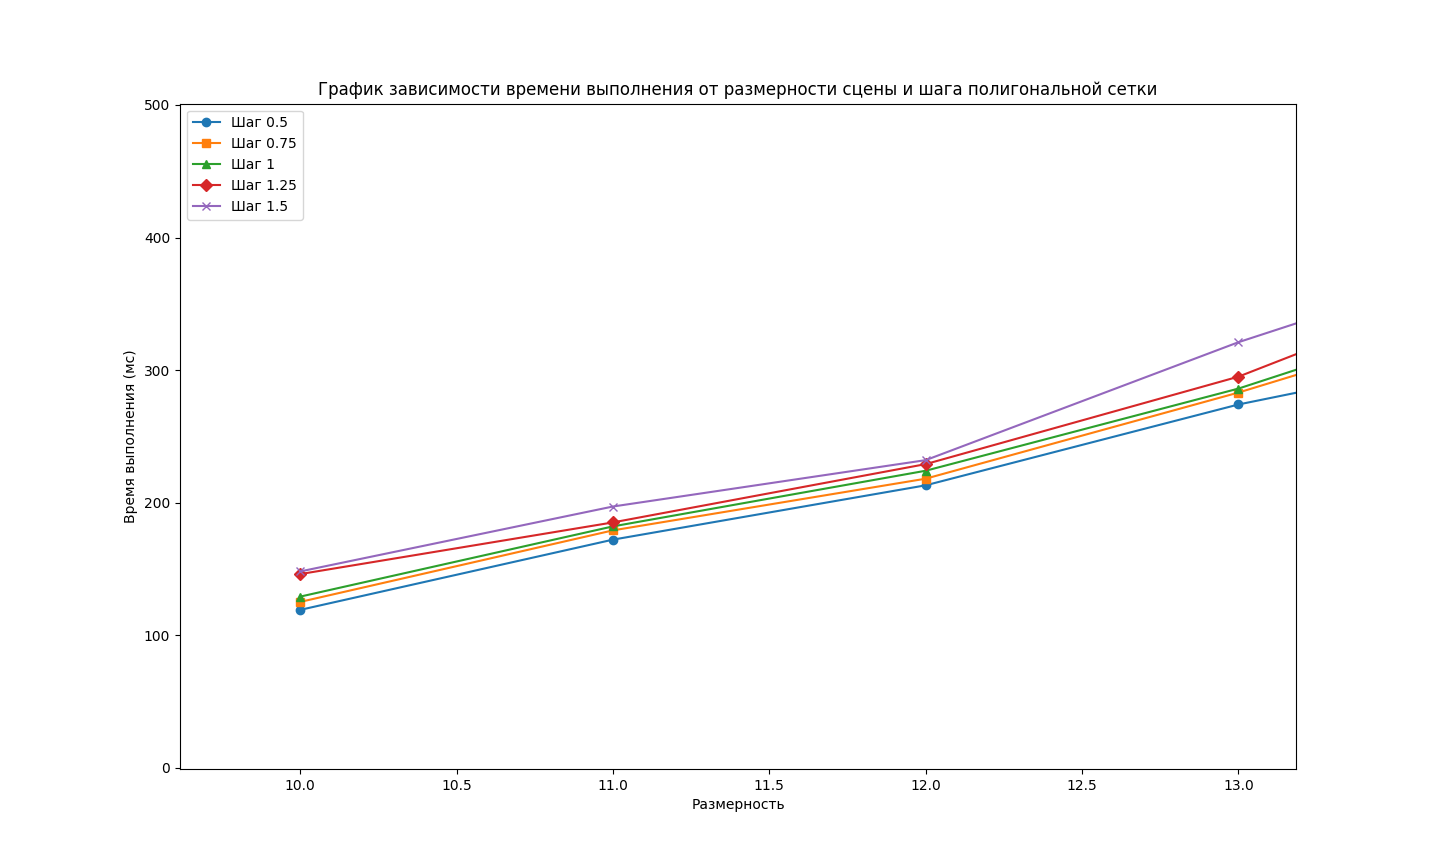 График зависимости времени выполнения от размерности сцены и шага полигональной сетки
Шаг 0.5
Шаг 0.75
Шаг 1
Шаг 1.25
Шаг 1.5
500
400
300
200
100
0
Время выполнения (мс)
10.0 10.5 11.0 11.5 12.0 12.5 13.0
Размерность